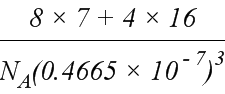 8 × 7 + 4 × 16
N_A(0.4665 × 10^-7)^3